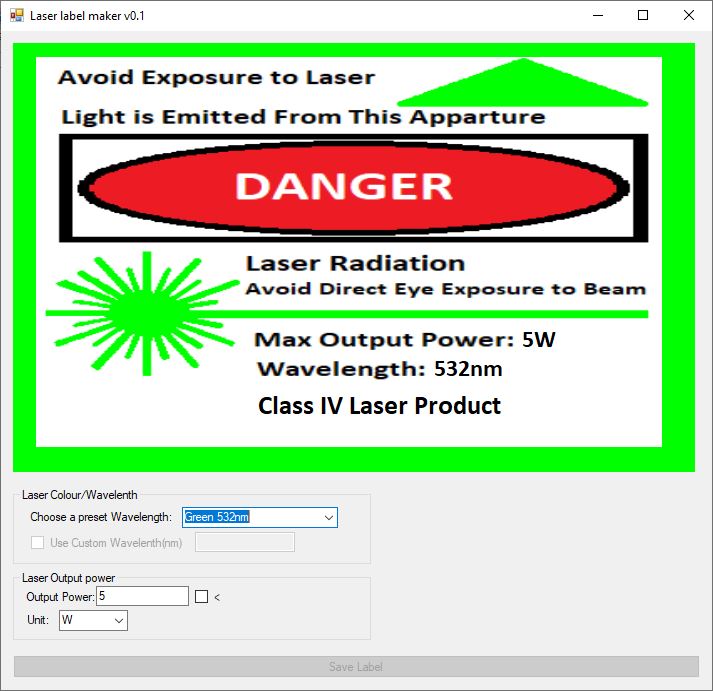 Laser label maker v0.1
Avoid Exposure to Laser
Light is Emitted From This Apparture
DANGER
Laser Radiation
Avoid Direct Eye Exposure to Beam
Max Output Power: 5W
Wavelength: 532nm
Class IV Laser Product
Laser Colour/Wavelenth
Choose a preset Wavelength: Green 532nm
Use Custom Wavelenth(nm)
Laser Output power
Output Power: 5 <
Unit: W
Save Label